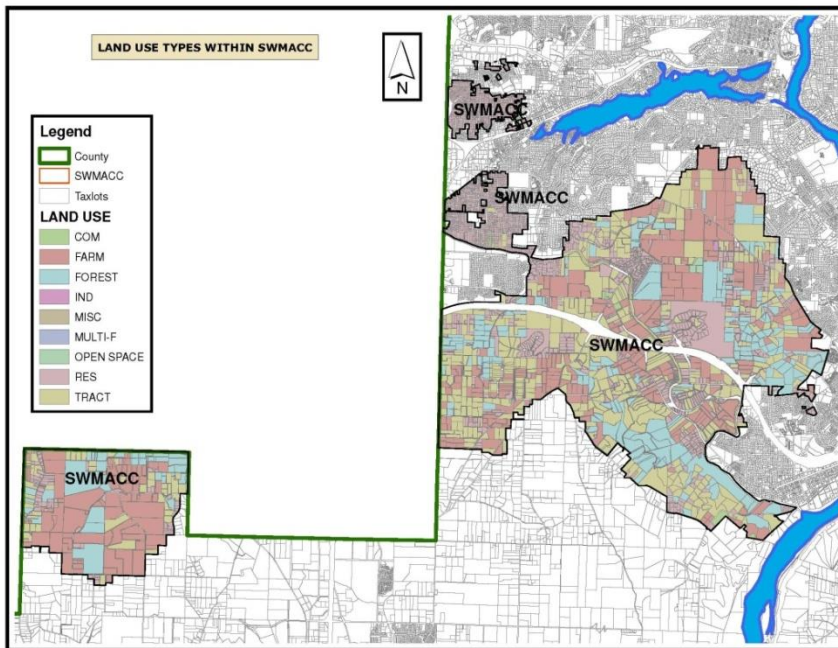 LAND USE TYPES WITHIN SWMACC
N
SWMACC
SWMACC
SWMACC
SWMACC
Legend
County
SWMACC
Taxlots
LAND USE
COM
FARM
FOREST
IND
MISC
MULTI-F
OPEN SPACE
RES
TRACT